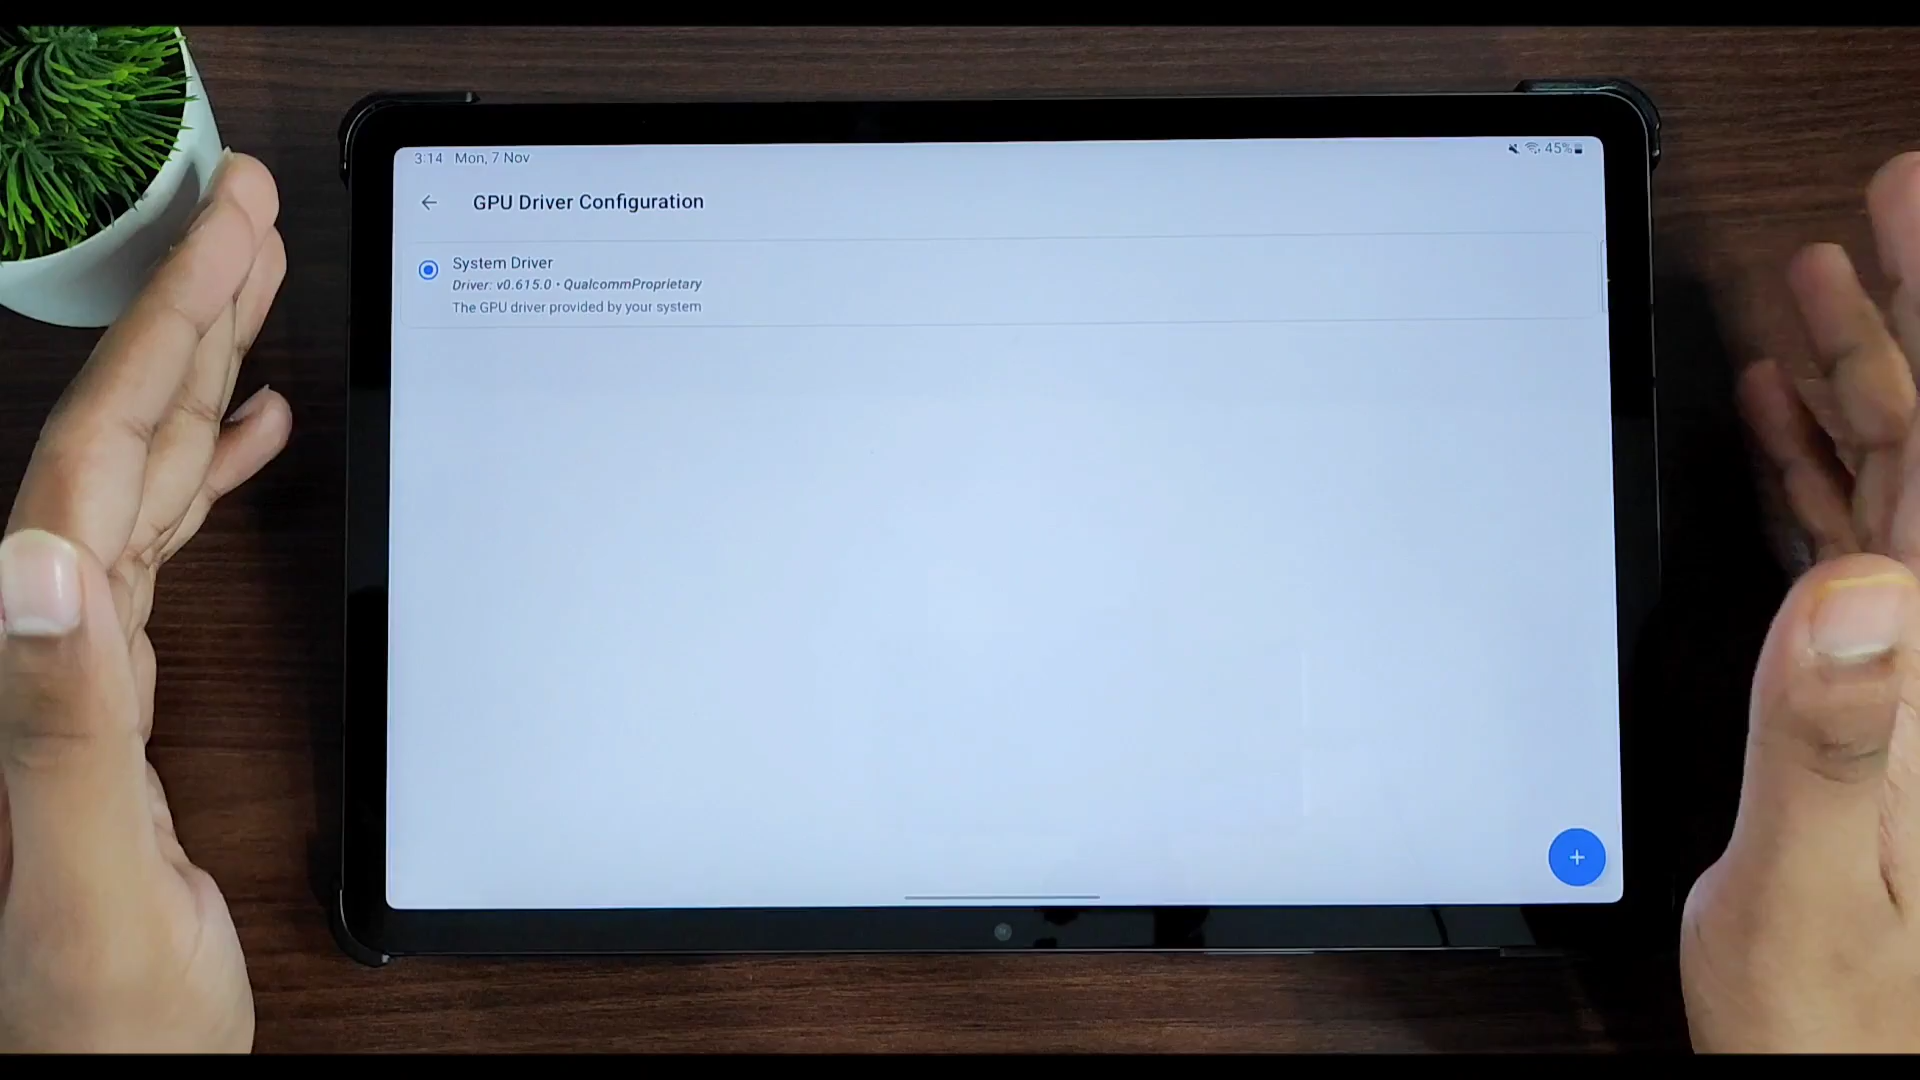 3:14 Mon, 7 Nov
45%
GPU Driver Configuration
System Driver
Driver: v0.615.0 • QualcommProprietary
The GPU driver provided by your system
+